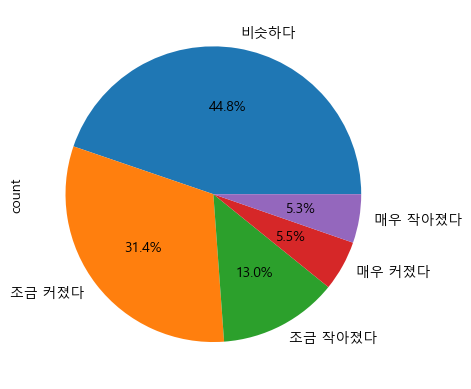 비슷하다
44.8%
count
31.4%
조금 커졌다
13.0%
조금 작아졌다
5.5%
매우 커졌다
5.3%
매우 작아졌다